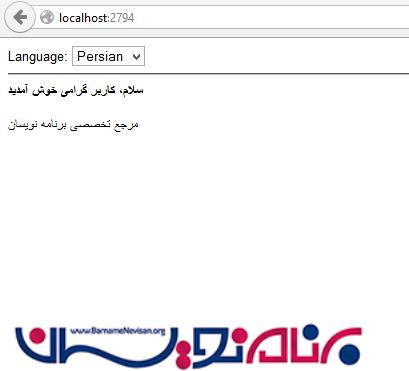 localhost:2794
Language: Persian
سلام، کاربر گرامی خوش آمدید
مرجع تخصصی برنامه نویسان
www.BarnameNevisan.org
برنامه‌نویسان